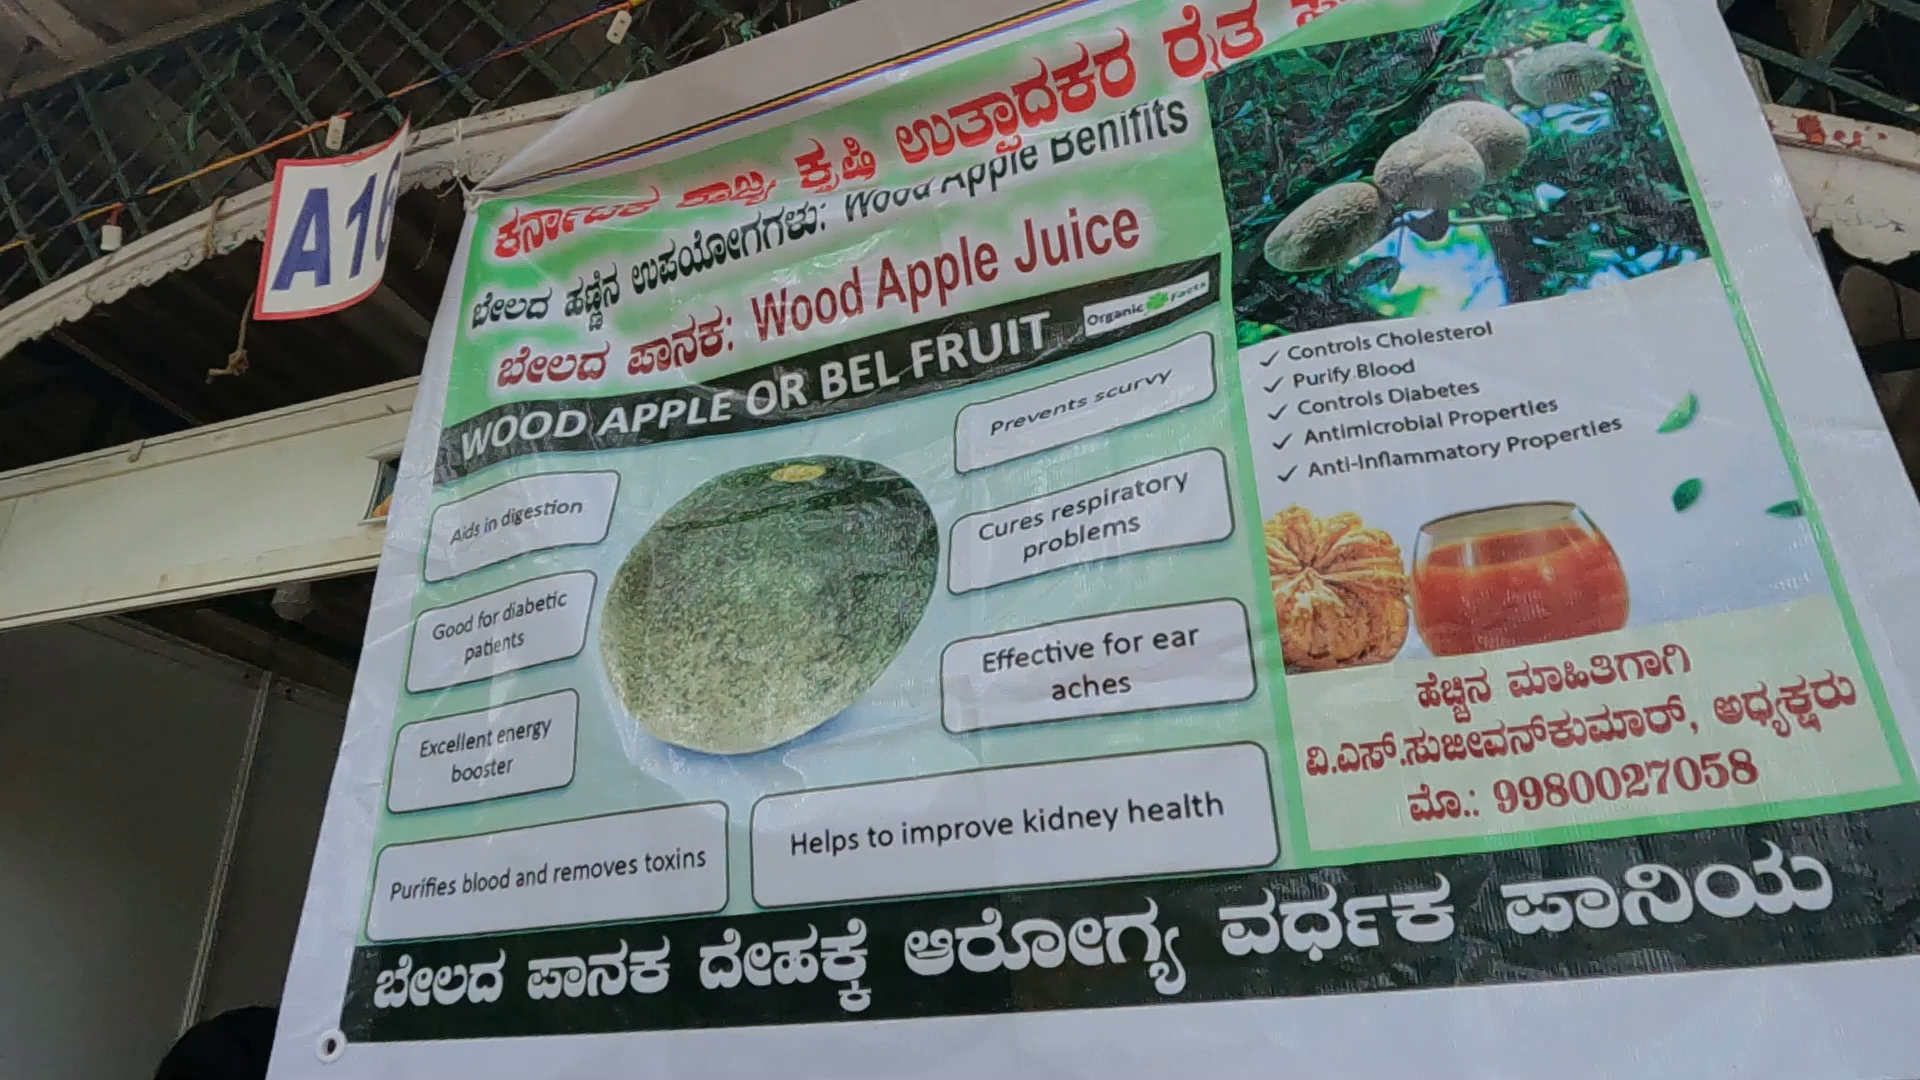 A16
ಕರ್ನಾಟಕ ರಾಜ್ಯ ಕೃಷಿ ಉತ್ಪಾದಕರ ರೈತ
ಬೇಲದ ಹಣ್ಣಿನ ಉಪಯೋಗಗಳು: Wood Apple Benifits
ಬೇಲದ ಪಾನಕ: Wood Apple Juice
WOOD APPLE OR BEL FRUIT
Organic Facts
Aids in digestion
Good for diabetic
patients
Excellent energy
booster
Purifies blood and removes toxins
Prevents scurvy
Cures respiratory
problems
Effective for ear
aches
Helps to improve kidney health
✓ Controls Cholesterol
✓ Purify Blood
✓ Controls Diabetes
✓ Antimicrobial Properties
✓ Anti-Inflammatory Properties
ಹೆಚ್ಚಿನ ಮಾಹಿತಿಗಾಗಿ
ವಿ.ಎಸ್.ಸುಜೀವನ್‌ಕುಮಾರ್, ಅಧ್ಯಕ್ಷರು
ಮೊ.: 9980027058
ಬೇಲದ ಪಾನಕ ದೇಹಕ್ಕೆ ಆರೋಗ್ಯ ವರ್ಧಕ ಪಾನಿಯ